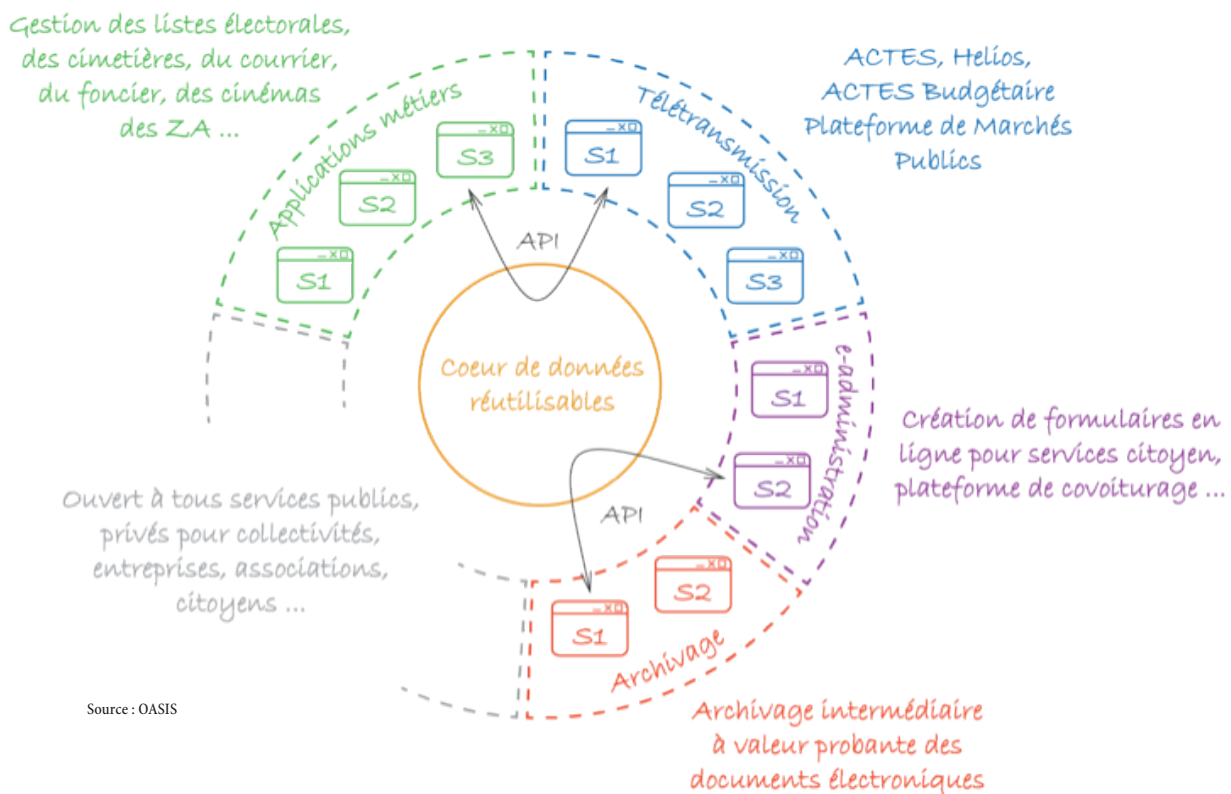 Gestion des listes électorales,
des cimetières, du courrier,
du foncier, des cinémas
des ZA ...
ACTES, Helios,
ACTES Budgétaire
Plateforme de Marchés
Publics
Applications métiers
S1
S2
S3
Télétransmission
S1
S2
S3
API
Coeur de données
réutilisables
e-administration
S1
S2
Création de formulaires en
ligne pour services citoyen,
plateforme de covoiturage ...
Ouvert à tous services publics,
privés pour collectivités,
entreprises, associations,
citoyens ...
API
S1
S2
Archivage
Archivage intermédiaire
à valeur probante des
documents électroniques
Source : OASIS